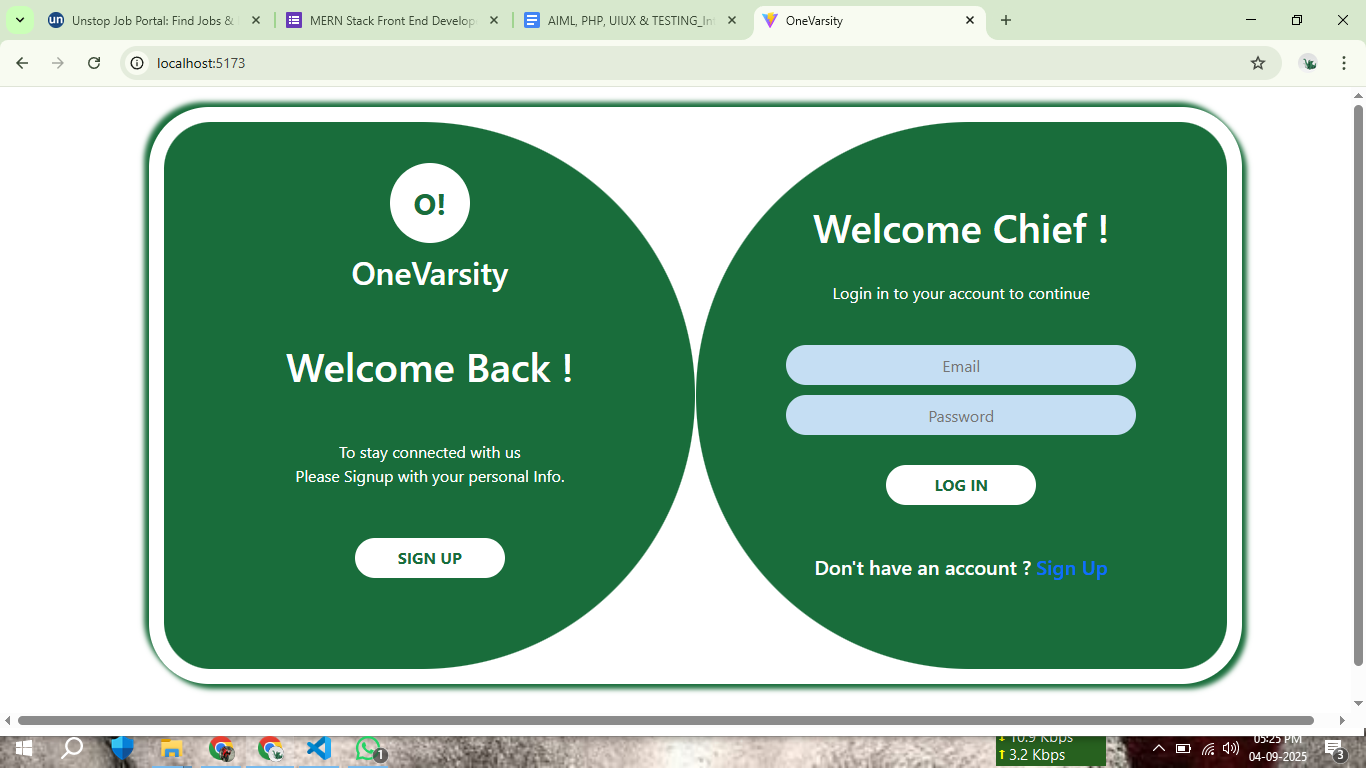 Unstop Job Portal: Find Jobs &
MERN Stack Front End Develope
AIML, PHP, UIUX & TESTING_Int
OneVarsity
localhost:5173
O!
OneVarsity
Welcome Back !
To stay connected with us
Please Signup with your personal Info.
SIGN UP
Welcome Chief !
Login in to your account to continue
Email
Password
LOG IN
Don't have an account ? Sign Up
10.9 Kbps
3.2 Kbps
05:25 PM
04-09-2025
1
3